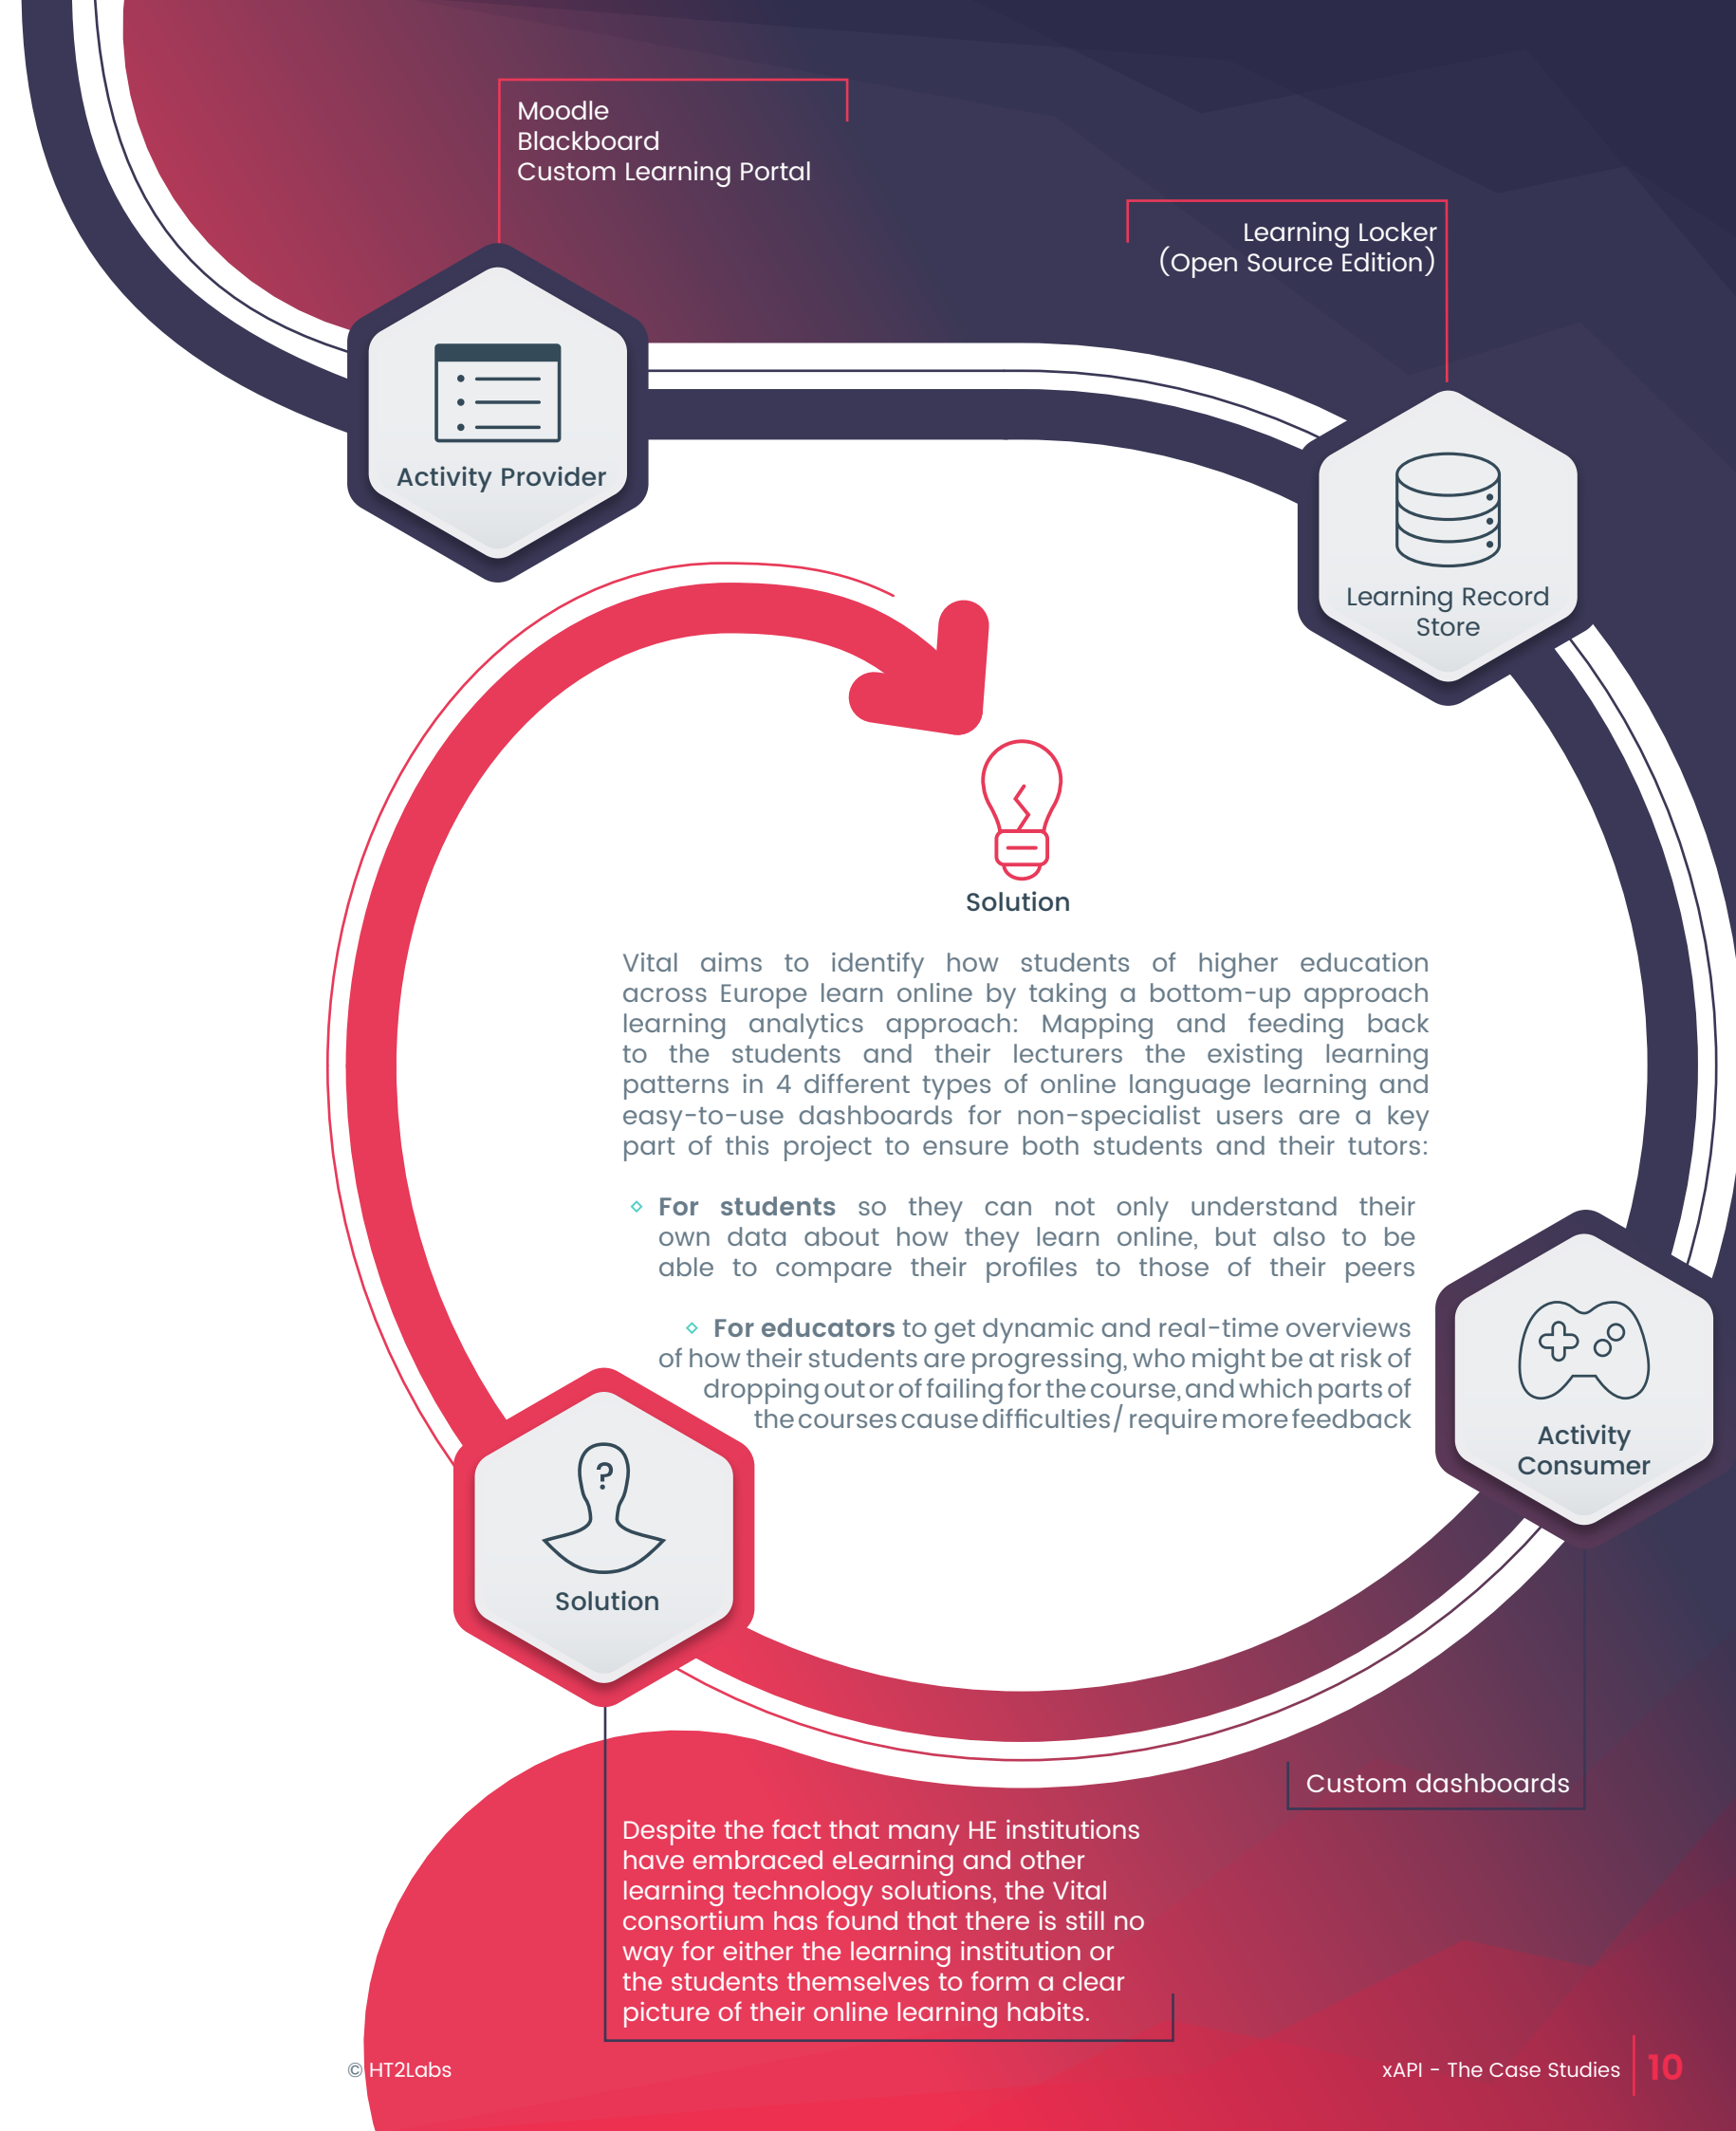 Moodle
Blackboard
Custom Learning Portal
Learning Locker
(Open Source Edition)
Activity Provider
Learning Record
Store
Solution
Vital aims to identify how students of higher education
across Europe learn online by taking a bottom-up approach
learning analytics approach: Mapping and feeding back
to the students and their lecturers the existing learning
patterns in 4 different types of online language learning and
easy-to-use dashboards for non-specialist users are a key
part of this project to ensure both students and their tutors:
For students so they can not only understand their
own data about how they learn online, but also to be
able to compare their profiles to those of their peers
For educators to get dynamic and real-time overviews
of how their students are progressing, who might be at risk of
dropping out or of failing for the course, and which parts of
the courses cause difficulties/ require more feedback
Activity
Consumer
?
Solution
Custom dashboards
Despite the fact that many HE institutions
have embraced eLearning and other
learning technology solutions, the Vital
consortium has found that there is still no
way for either the learning institution or
the students themselves to form a clear
picture of their online learning habits.
© HT2Labs
xAPI - The Case Studies
10